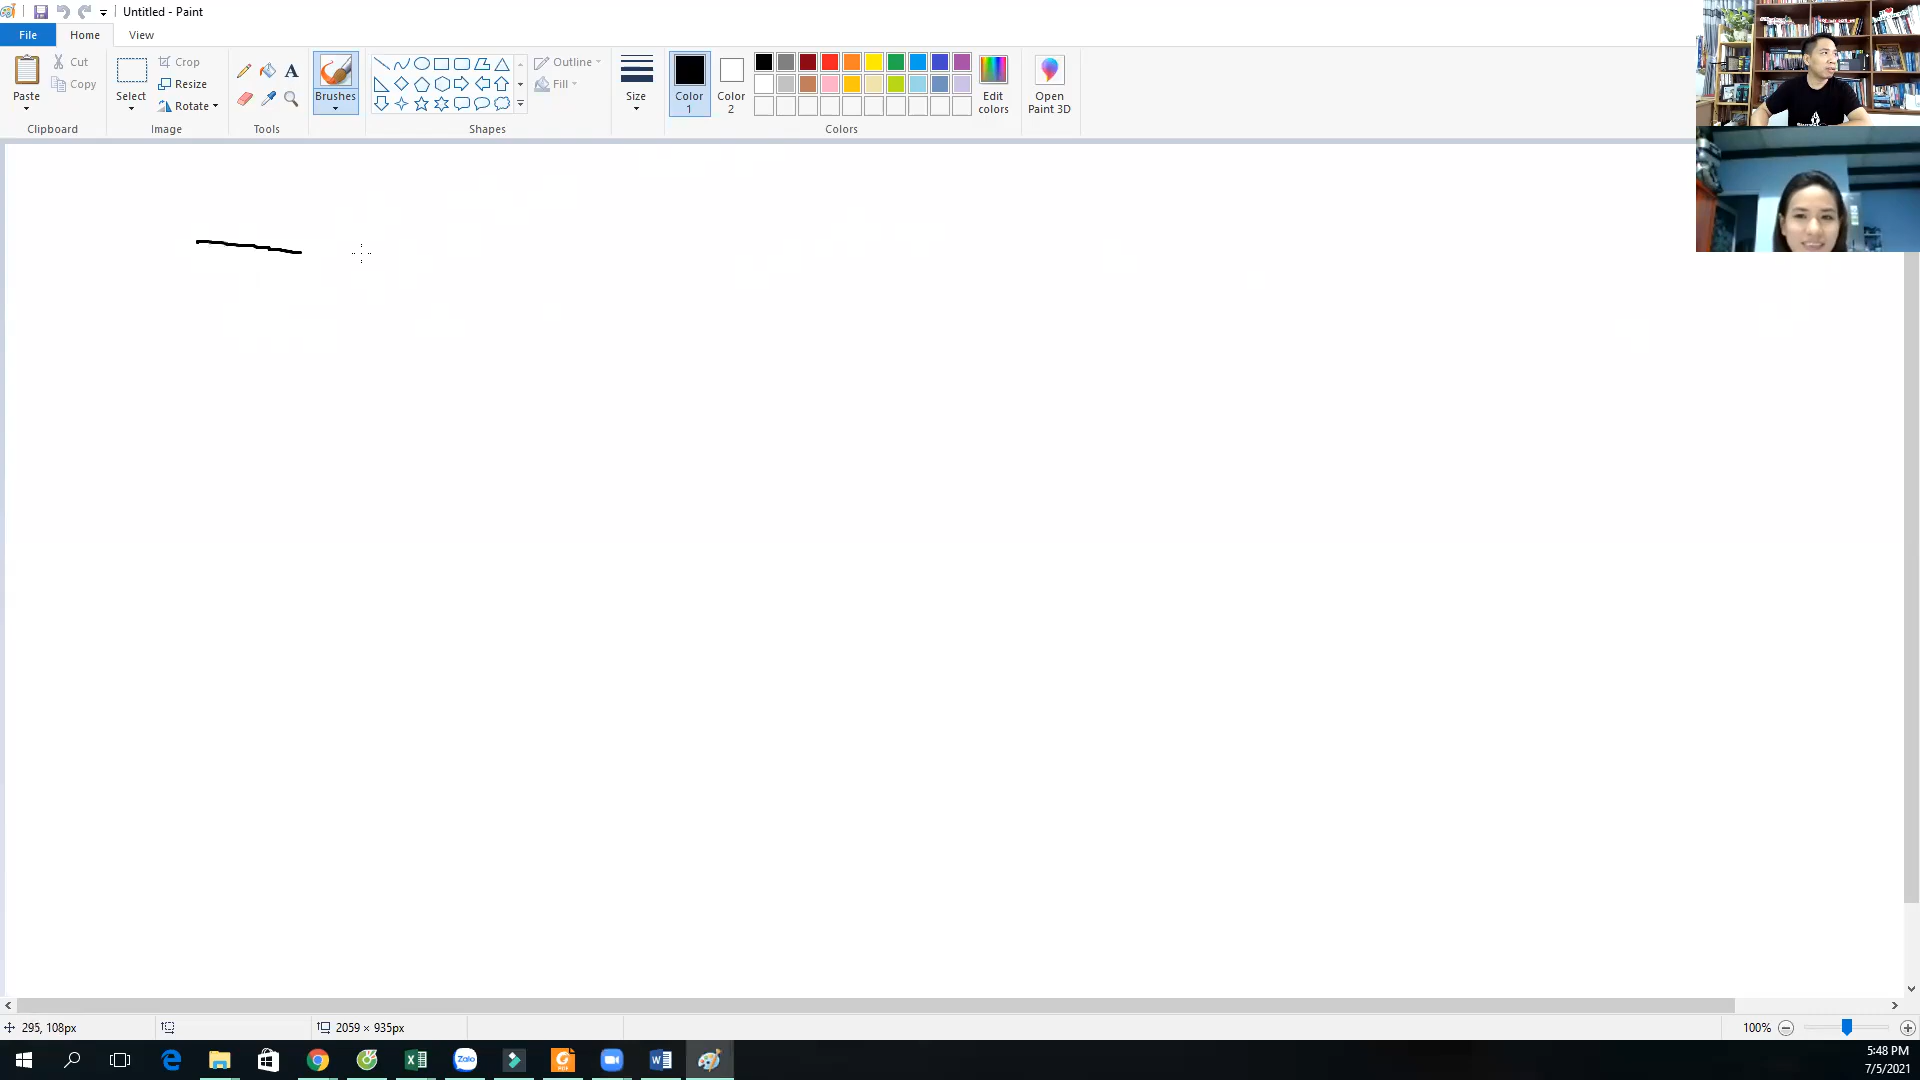 Untitled - Paint
File Home View
Paste
Cut
Copy
Clipboard
Select
Crop
Resize
Rotate
Image
A
Tools
Brushes
Outline
Fill
Shapes
Size
Color
1
Color
2
Edit
colors
Colors
Open
Paint 3D
295, 108px
2059 × 935px
100%
Zalo
PDF
5:48 PM
7/5/2021